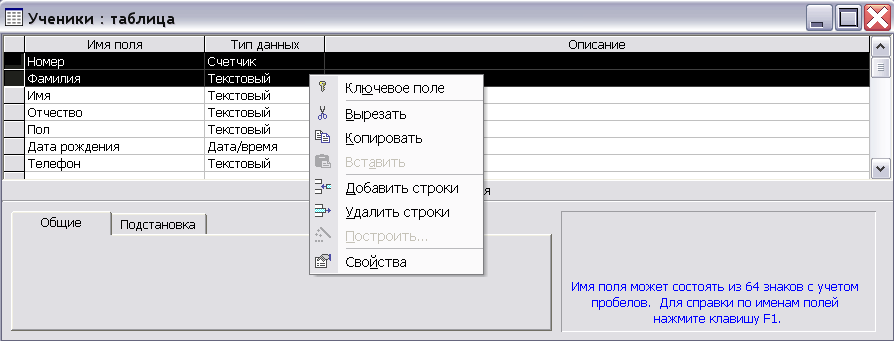 Ученики : таблица
Имя поля Тип данных Описание
Номер Счетчик
Фамилия Текстовый
Имя Текстовый
Отчество Текстовый
Пол Текстовый
Дата рождения Дата/время
Телефон Текстовый
Ключевое поле
Вырезать
Копировать
Вставить
Добавить строки
Удалить строки
Построить...
Свойства
я
Общие Подстановка
Имя поля может состоять из 64 знаков с учетом
пробелов. Для справки по именам полей
нажмите клавишу F1.